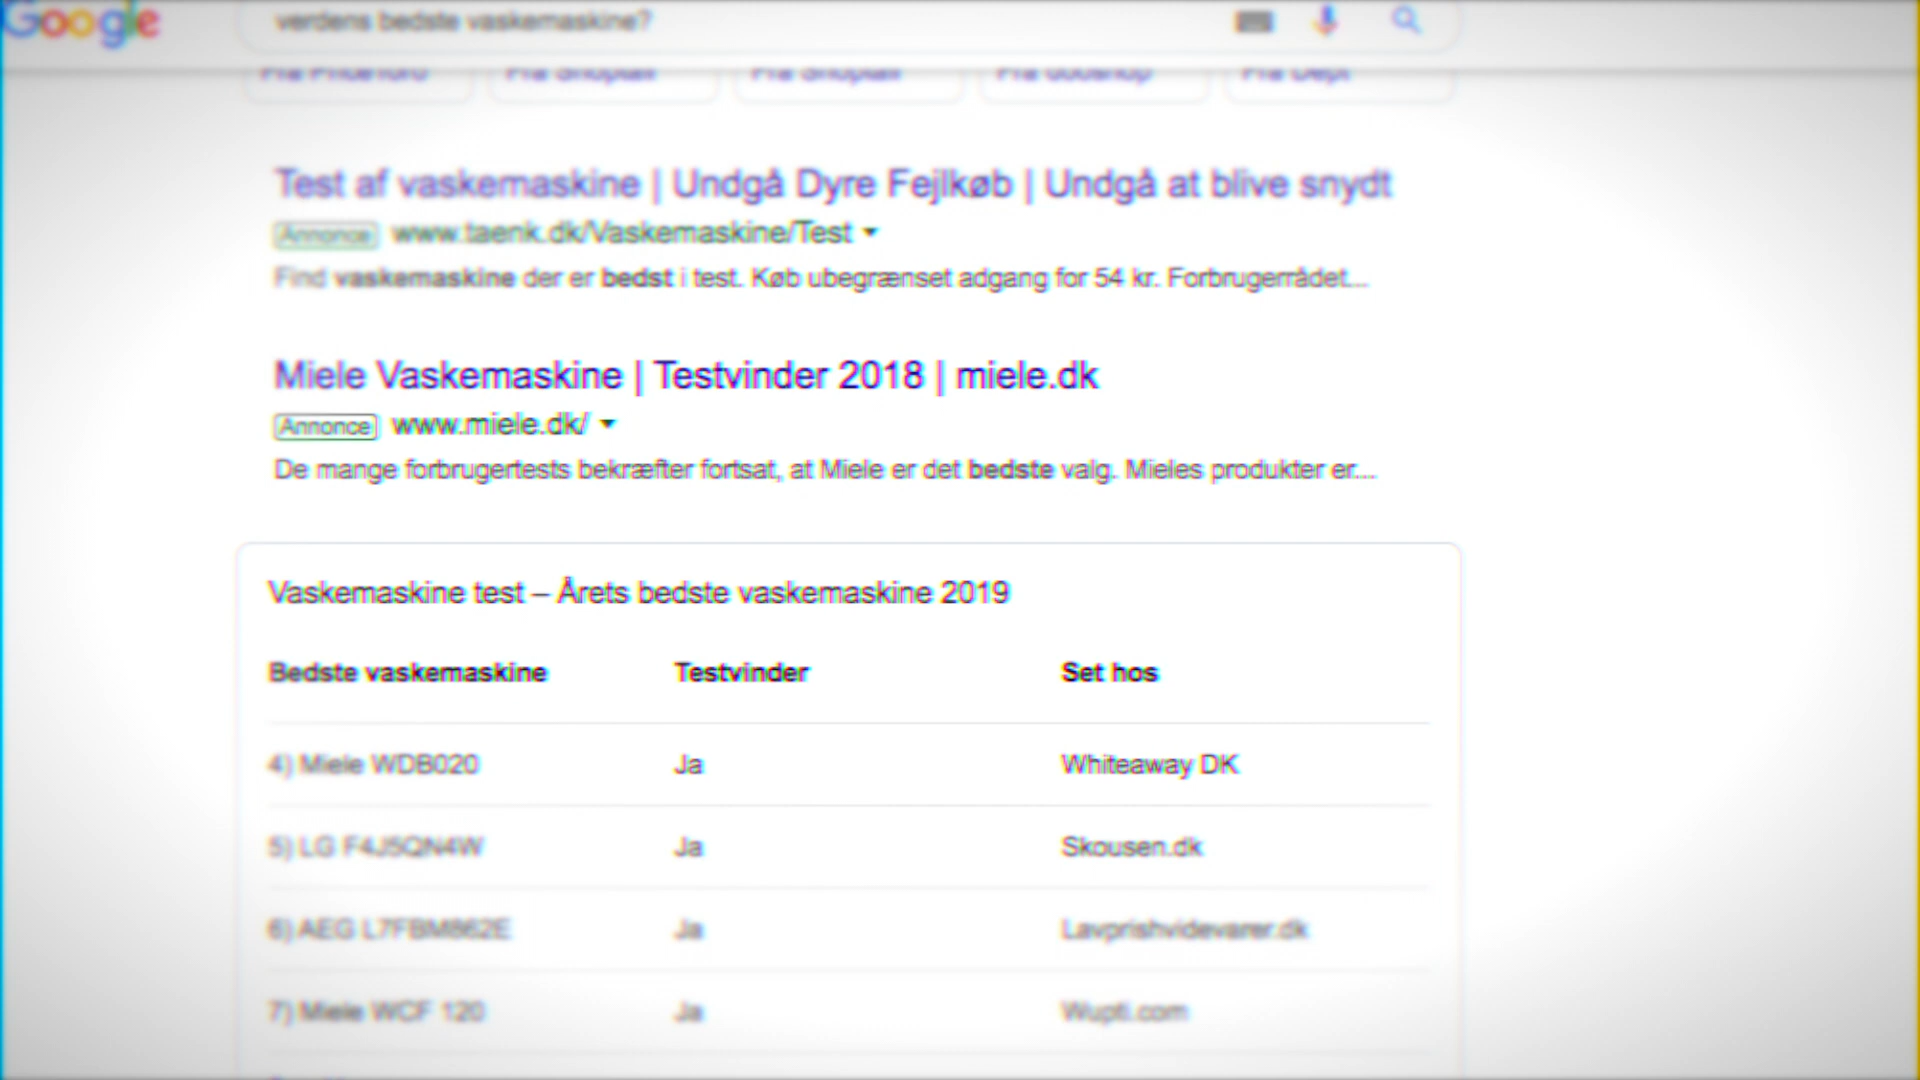 Google
verdens bedste vaskemaskine?
Fra Shoptait
Test af vaskemaskine | Undgå Dyre Fejlkøb | Undgå at blive snydt
Annonce www.taenk.dk/Vaskemaskine/Test
Find vaskemaskine der er bedst i test. Køb ubegrænset adgang for 54 kr. Forbrugerrådet...
Miele Vaskemaskine | Testvinder 2018 | miele.dk
Annonce www.miele.dk/
De mange forbrugertests bekræfter fortsat, at Miele er det bedste valg. Mieles produkter er...
Vaskemaskine test – Årets bedste vaskemaskine 2019
Bedste vaskemaskine Testvinder Set hos
4) Miele WDB020 Ja Whiteaway DK
5) LG F4J5QN4W Ja Skousen.dk
6) AEG L7FBM862E Ja Lavprishvidevarer.dk
7) Miele WCF 120 Ja Wupti.com